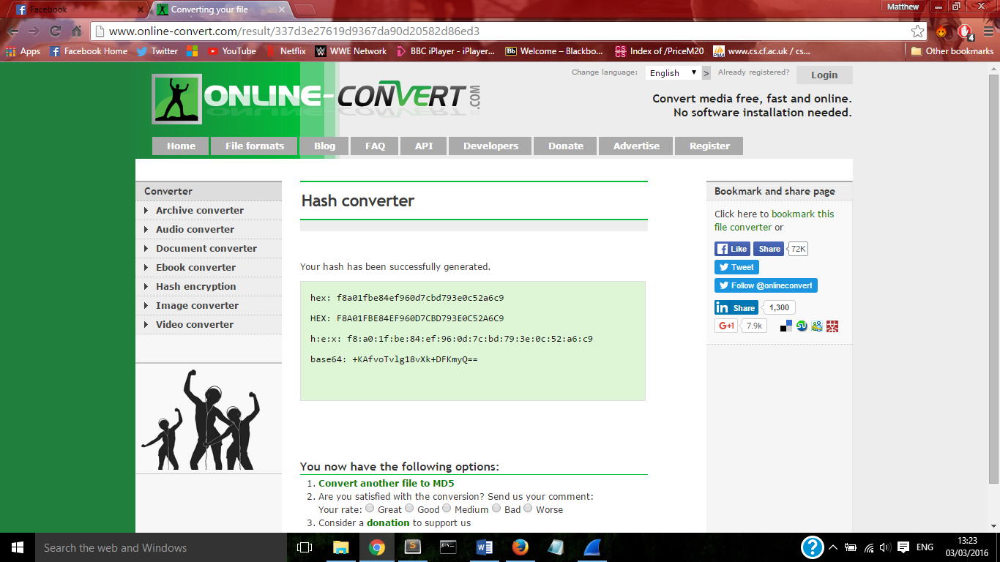 Facebook
Converting your file
Matthew
www.online-convert.com/result/337d3e27619d9367da90d20582d86ed3
4
Apps Facebook Home Twitter YouTube Netflix WWE Network BBC iPlayer - iPlayer... Bb Welcome – Blackbo... CS CS Index of /PriceM20 PMA www.cs.cf.ac.uk / cs... Other bookmarks
Change language: English > Already registered? Login
ONLINE-CONVERT.COM
Convert media free, fast and online.
No software installation needed.
Home File formats Blog FAQ API Developers Donate Advertise Register
Converter
Archive converter
Audio converter
Document converter
Ebook converter
Hash encryption
Image converter
Video converter
Hash converter
Your hash has been successfully generated.
hex: f8a01fbe84ef960d7cbd793e0c52a6c9
HEX: F8A01FBE84EF960D7CBD793E0C52A6C9
h:e:x: f8:a0:1f:be:84:ef:96:0d:7c:bd:79:3e:0c:52:a6:c9
base64: +KAfvoTvlg18vXk+DFKmyQ==
You now have the following options:
1. Convert another file to MD5
2. Are you satisfied with the conversion? Send us your comment:
Your rate: Great Good Medium Bad Worse
3. Consider a donation to support us
Bookmark and share page
Click here to bookmark this
file converter or
Like Share 72K
Tweet
Follow @onlineconvert
in Share 1,300
G+1 7.9k
Search the web and Windows
ENG
13:23
03/03/2016